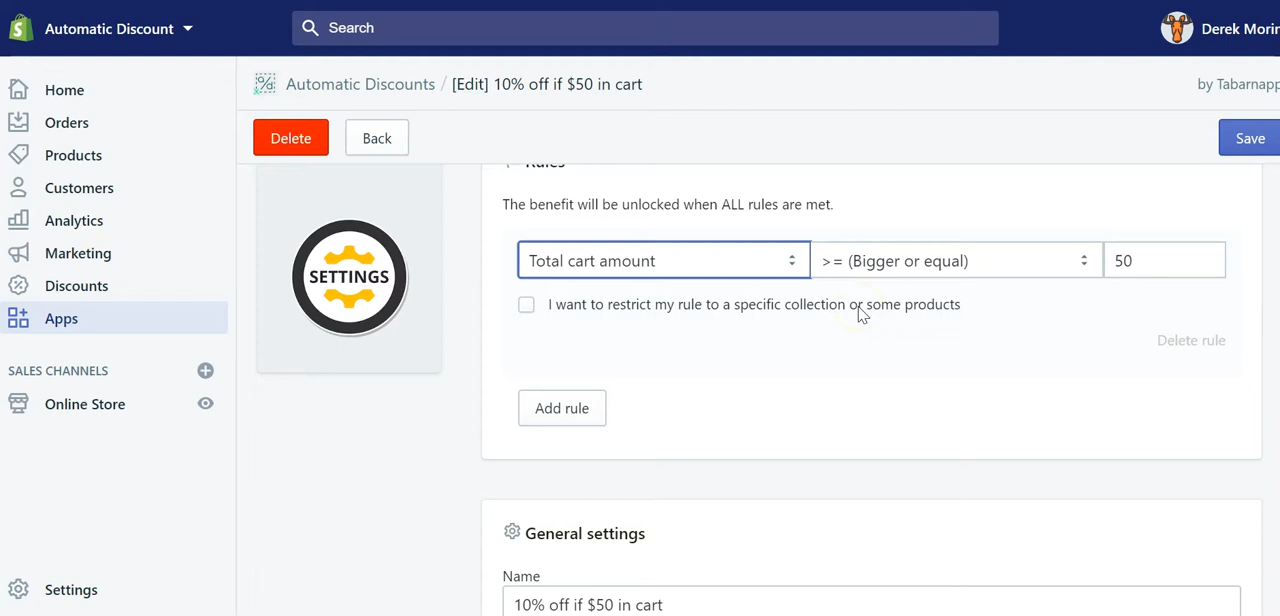 Automatic Discount
Search
Derek Morin
Home
Orders
Products
Customers
Analytics
Marketing
Discounts
Apps
SALES CHANNELS
Online Store
Settings
Automatic Discounts / [Edit] 10% off if $50 in cart
by Tabarnapp
Delete
Back
Save
SETTINGS
Rules
The benefit will be unlocked when ALL rules are met.
Total cart amount
>= (Bigger or equal)
50
I want to restrict my rule to a specific collection or some products
Delete rule
Add rule
General settings
Name
10% off if $50 in cart